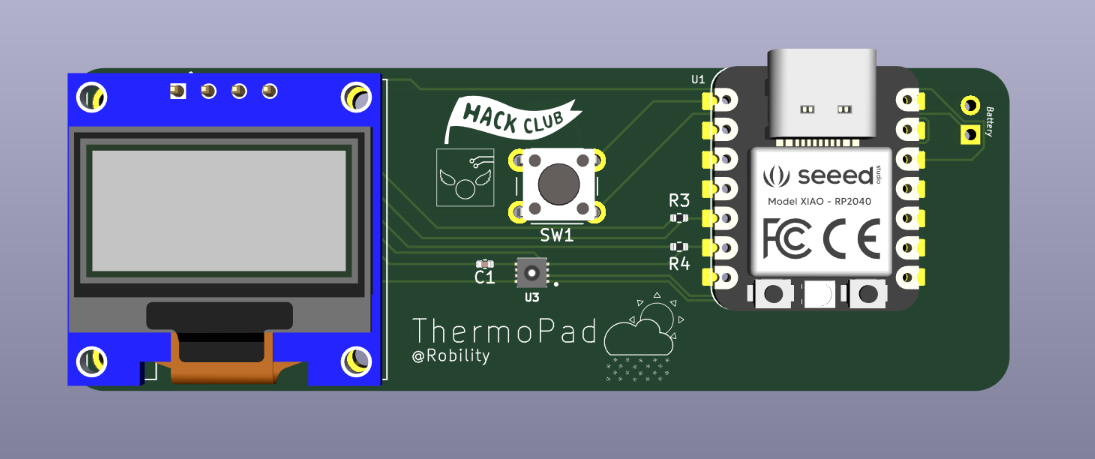 U1
HACK CLUB
Battery
seeed
studio
Model XIAO - RP2040
FC CE
R3
SW1
R4
C1
U3
ThermoPad
@Robility